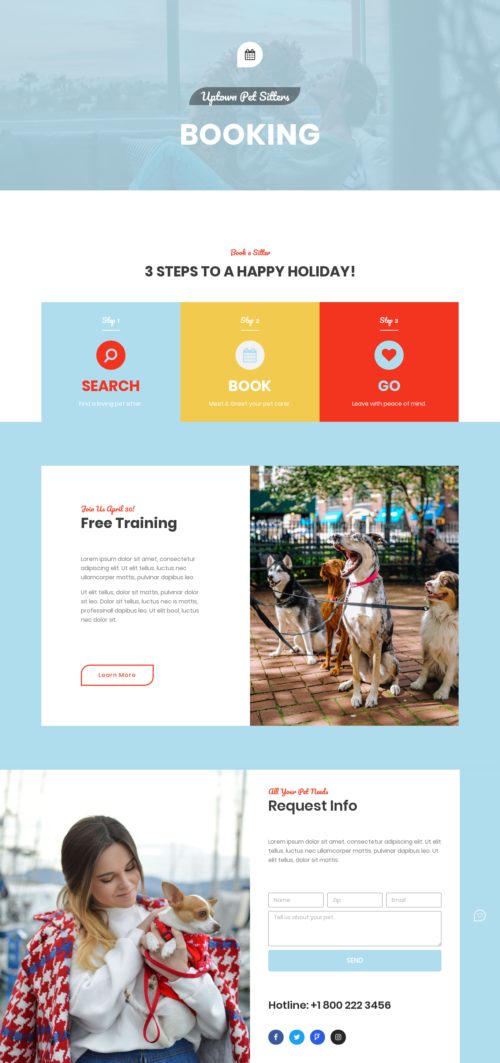 Uptown Pet Sitters
BOOKING
Book a Sitter
3 STEPS TO A HAPPY HOLIDAY!
Step 1
Step 2
Step 3
SEARCH
BOOK
GO
Find a loving pet sitter.
Meet & Greet your pet carer.
Leave with peace of mind.
Join Us April 30!
Free Training
Lorem ipsum dolor sit amet, consectetur
adipiscing elit. Ut elit tellus, luctus nec
ullamcorper mattis, pulvinar dapibus leo.
Ut elit tellus, dolor sit mattis, pulvinar dolor
sit leo. Dolor sit tellus, luctus nec is mattis,
professinall dapibus leo. Ut elit bool, luctus
nec dolor sit.
Learn More
All Your Pet Needs
Request Info
Lorem ipsum dolor sit amet, consectetur adipiscing elit. Ut elit
tellus, luctus nec ullamcorper mattis, pulvinar dapibus leo. Ut
elit tellus, dolor sit mattis.
Name
Zip
Email
Tell us about your pet.
SEND
Hotline: +1 800 222 3456